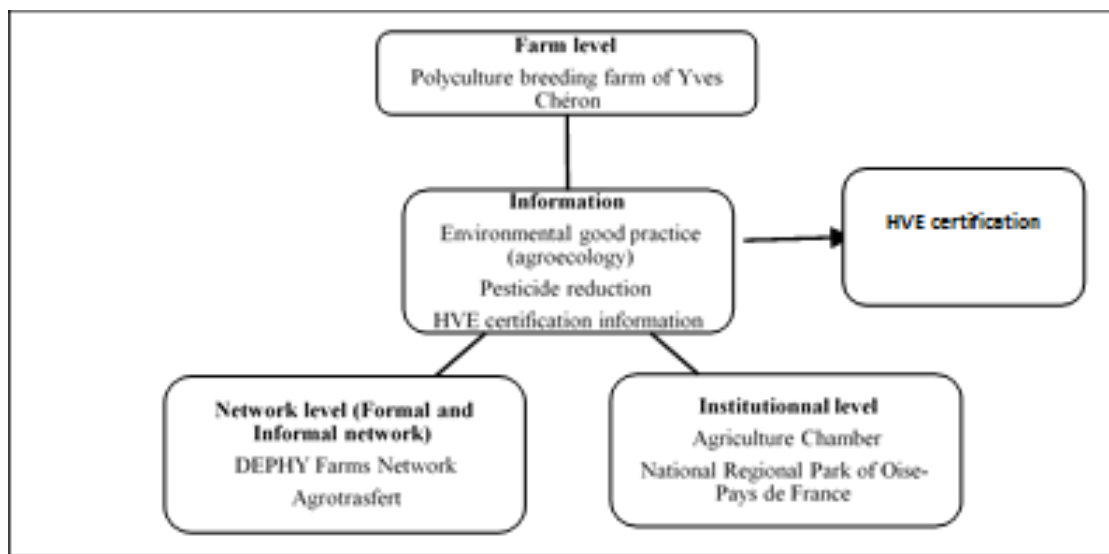 Farm level
Polyculture breeding farm of Yves
Chéron
Information
Environmental good practice
(agroecology)
Pesticide reduction
HVE certification information
HVE certification
Network level (Formal and
Informal network)
DEPHY Farms Network
Agrotrasfert
Institutionnal level
Agriculture Chamber
National Regional Park of Oise-
Pays de France